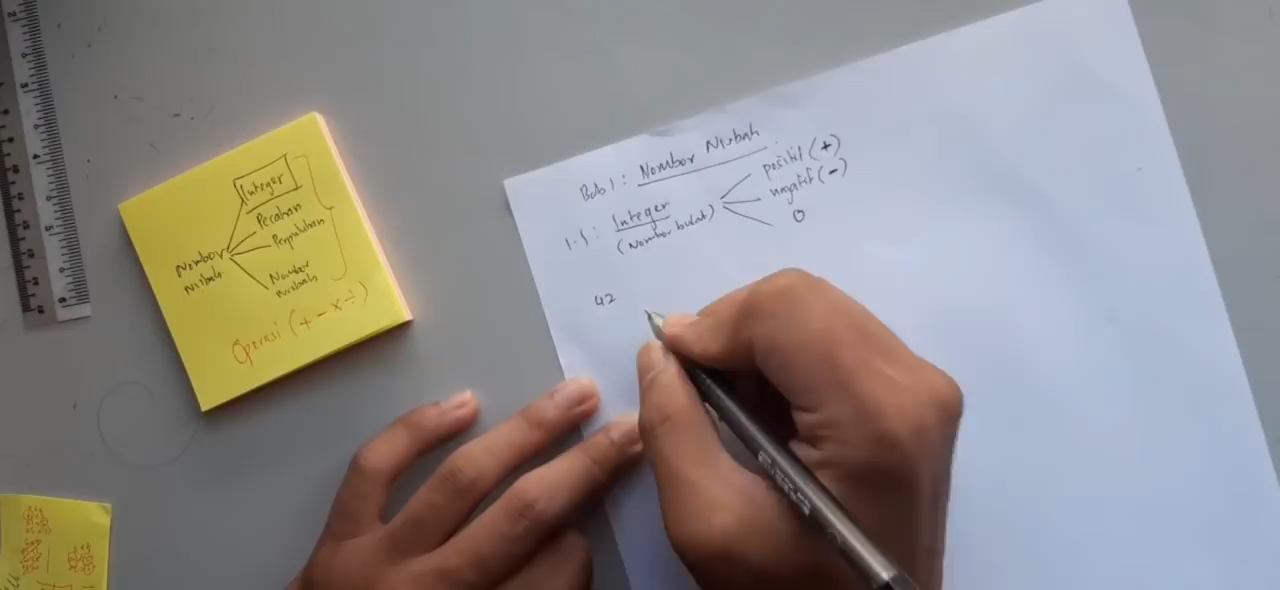 Integer
Pecahan
Perpuluhan
Nombor
nisbah
Nombor
nisbah
Operasi (+ - × ÷)
Bab 1 : Nombor Nisbah
1.1 : Integer
(Nombor bulat)
positif (+)
negatif (-)
0
42